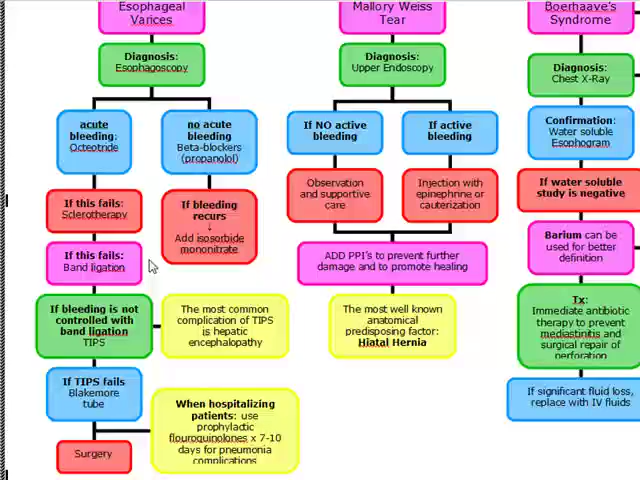 Esophageal
Varices
Diagnosis:
Esophagoscopy
acute
bleeding:
Octeotride
no acute
bleeding
Beta-blockers
(propanolol)
If this fails:
Sclerotherapy
If bleeding
recurs
↓
Add isosorbide
mononitrate
If this fails:
Band ligation
If bleeding is not
controlled with
band ligation
TIPS
The most common
complication of TIPS
is hepatic
encephalopathy
If TIPS fails
Blakemore
tube
When hospitalizing
patients: use
prophylactic
flouroquinolones x 7-10
days for pneumonia
complications
Surgery
Mallory Weiss
Tear
Diagnosis:
Upper Endoscopy
If NO active
bleeding
If active
bleeding
Observation
and supportive
care
Injection with
epinephrine or
cauterization
ADD PPI's to prevent further
damage and to promote healing
The most well known
anatomical
predisposing factor:
Hiatal Hernia
Boerhaave's
Syndrome
Diagnosis:
Chest X-Ray
Confirmation:
Water soluble
Esophogram
If water soluble
study is negative
Barium can be
used for better
definition
Tx:
Immediate antibiotic
therapy to prevent
mediastinitis and
surgical repair of
perforation
If significant fluid loss,
replace with IV fluids